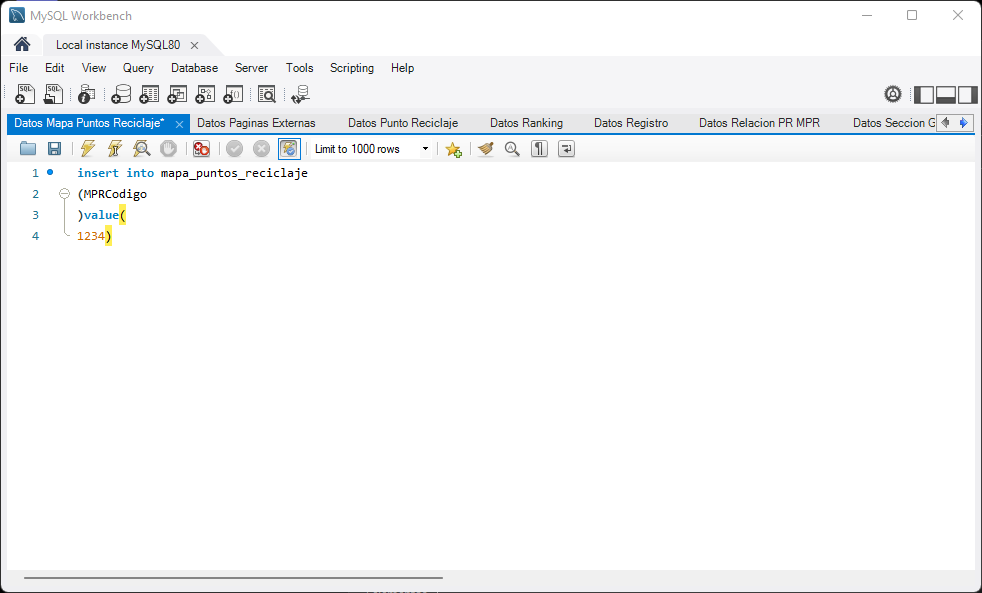 MySQL Workbench
Local instance MySQL80
File Edit View Query Database Server Tools Scripting Help
Datos Mapa Puntos Reciclaje* Datos Paginas Externas Datos Punto Reciclaje Datos Ranking Datos Registro Datos Relacion PR MPR Datos Seccion G
Limit to 1000 rows
1 insert into mapa_puntos_reciclaje
2 (MPRCodigo
3 )value(
4 1234)